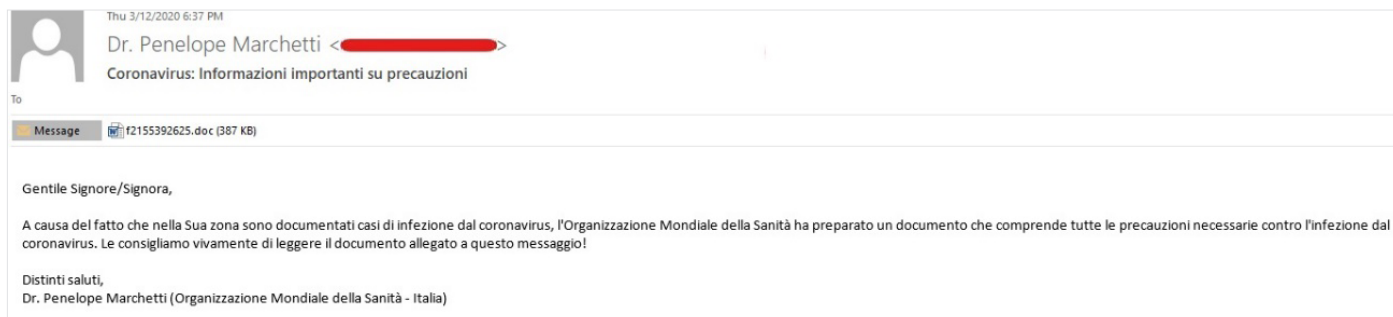 Thu 3/12/2020 6:37 PM
Dr. Penelope Marchetti < >
Coronavirus: Informazioni importanti su precauzioni
To
Message f2155392625.doc (387 KB)
Gentile Signore/Signora,
A causa del fatto che nella Sua zona sono documentati casi di infezione dal coronavirus, l'Organizzazione Mondiale della Sanità ha preparato un documento che comprende tutte le precauzioni necessarie contro l'infezione dal
coronavirus. Le consigliamo vivamente di leggere il documento allegato a questo messaggio!
Distinti saluti,
Dr. Penelope Marchetti (Organizzazione Mondiale della Sanità - Italia)